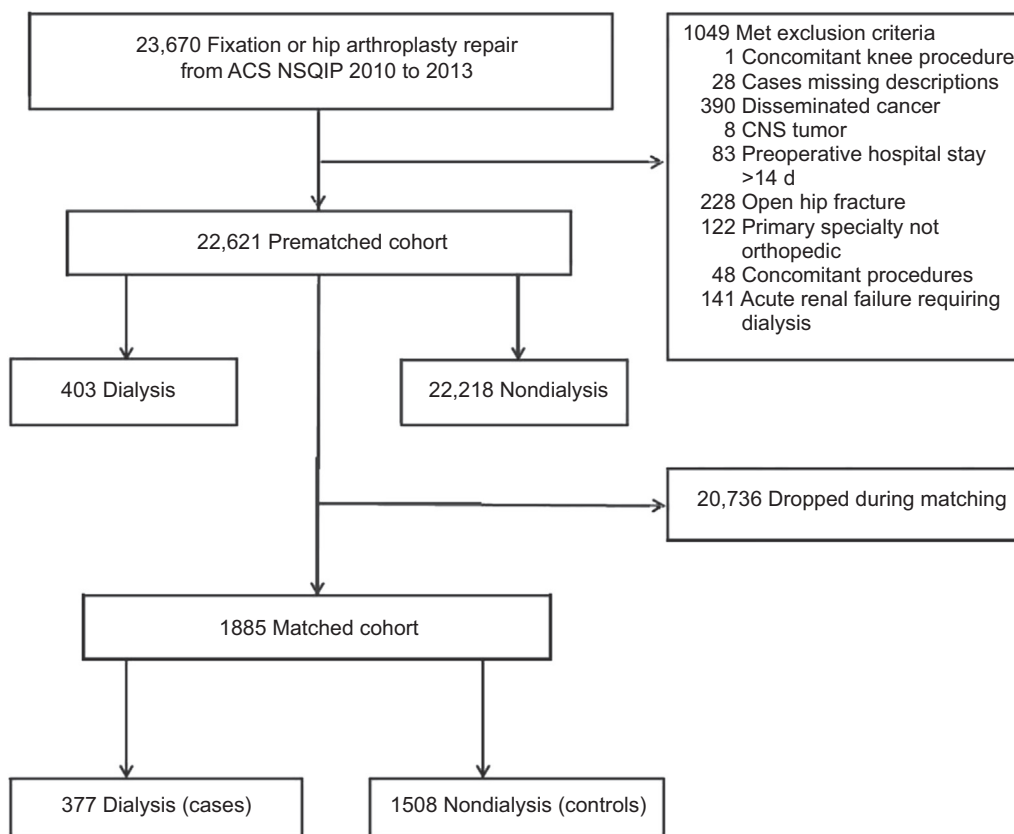 23,670 Fixation or hip arthroplasty repair
from ACS NSQIP 2010 to 2013
1049 Met exclusion criteria
1 Concomitant knee procedure
28 Cases missing descriptions
390 Disseminated cancer
8 CNS tumor
83 Preoperative hospital stay
>14 d
228 Open hip fracture
122 Primary specialty not
orthopedic
48 Concomitant procedures
141 Acute renal failure requiring
dialysis
22,621 Prematched cohort
403 Dialysis
22,218 Nondialysis
20,736 Dropped during matching
1885 Matched cohort
377 Dialysis (cases)
1508 Nondialysis (controls)